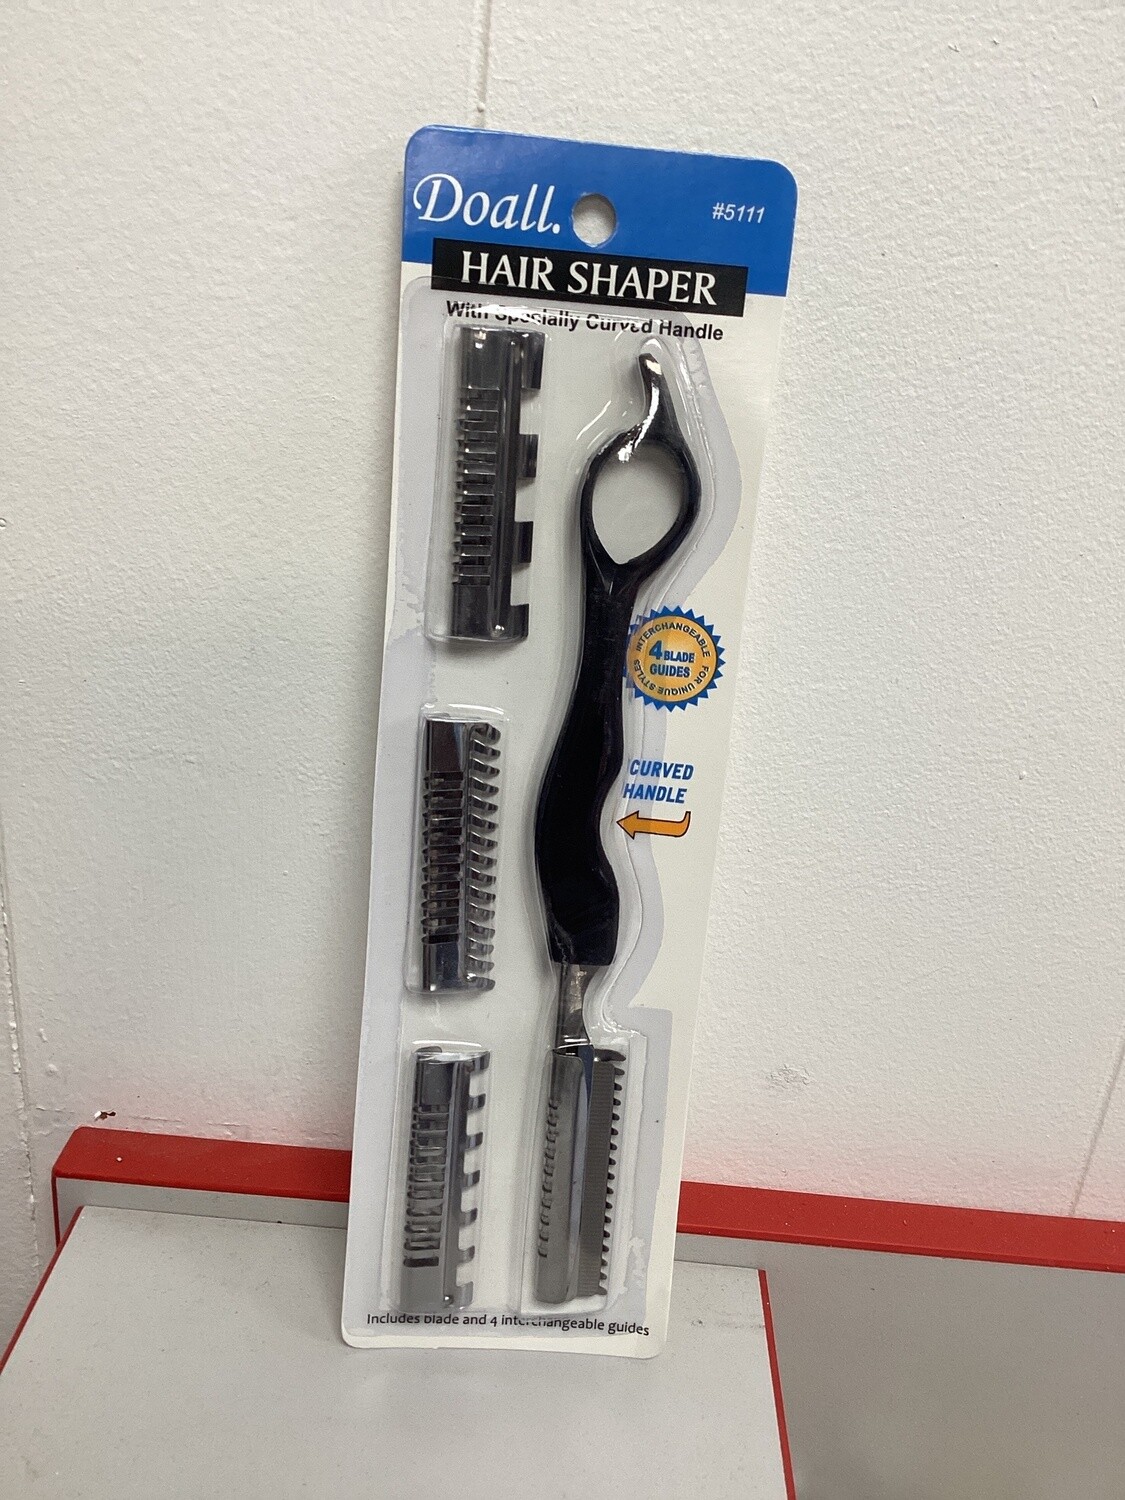 Doall.
#5111
HAIR SHAPER
With Specially Curved Handle
INTERCHANGEABLE
4 BLADE
GUIDES
FOR UNIQUE STYLES
CURVED
HANDLE
Includes blade and 4 interchangeable guides